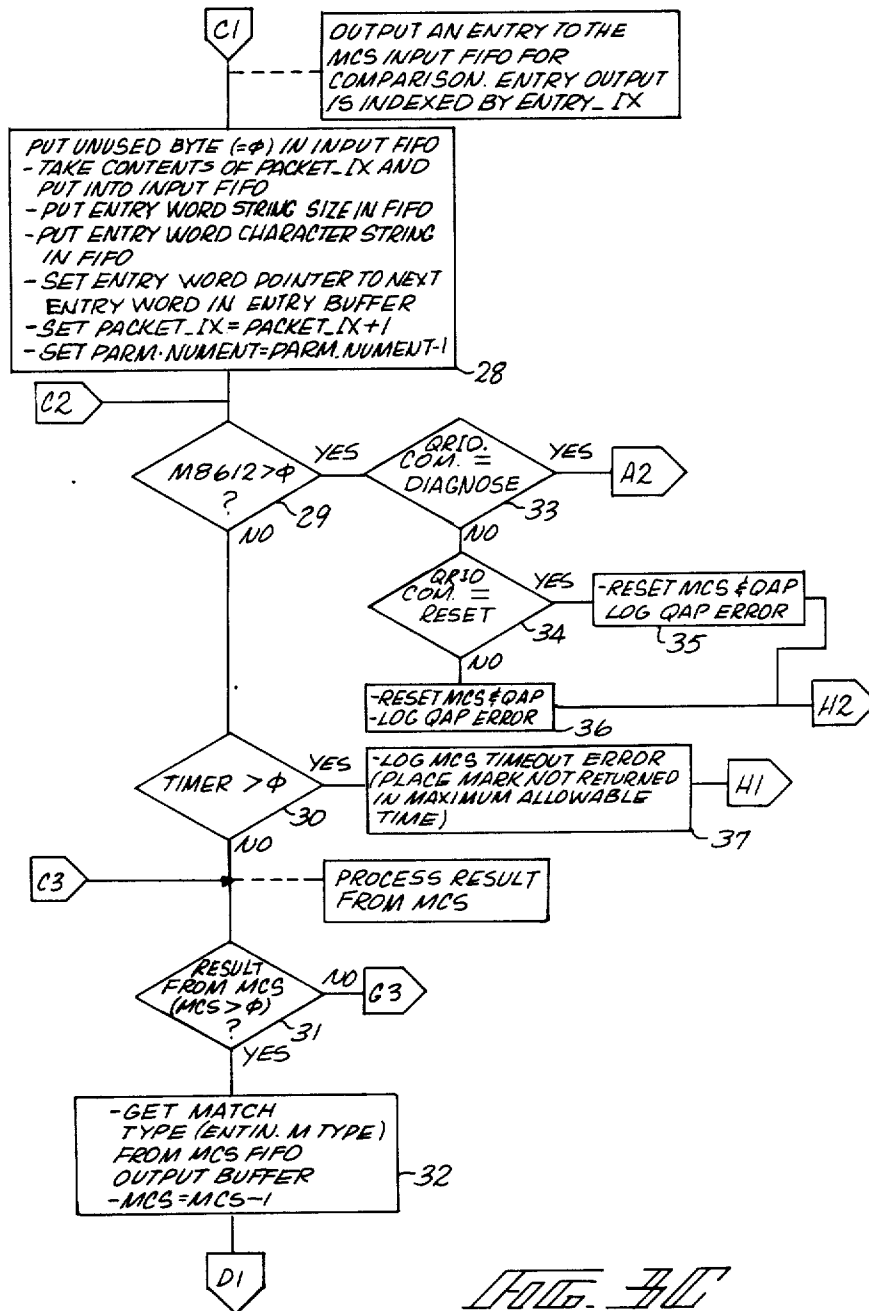 C1
OUTPUT AN ENTRY TO THE
MCS INPUT FIFO FOR
COMPARISON. ENTRY OUTPUT
IS INDEXED BY ENTRY_IX
PUT UNUSED BYTE (=φ) IN INPUT FIFO
-TAKE CONTENTS OF PACKET_IX AND
PUT INTO INPUT FIFO
-PUT ENTRY WORD STRING SIZE IN FIFO
-PUT ENTRY WORD CHARACTER STRING
IN FIFO
-SET ENTRY WORD POINTER TO NEXT
ENTRY WORD IN ENTRY BUFFER
-SET PACKET_IX=PACKET_IX+1
-SET PARM.NUMENT=PARM.NUMENT-1
28
C2
M8612>φ
?
29
YES
NO
QRIO.
COM. =
DIAGNOSE
33
YES
A2
NO
QRIO
COM. =
RESET
34
YES
-RESET MCS & QAP
LOG QAP ERROR
35
NO
-RESET MCS & QAP
-LOG QAP ERROR
36
H2
TIMER >φ
30
YES
-LOG MCS TIMEOUT ERROR
(PLACE MARK NOT RETURNED
IN MAXIMUM ALLOWABLE
TIME)
37
H1
NO
C3
PROCESS RESULT
FROM MCS
RESULT
FROM MCS
(MCS>φ)
?
31
NO
G3
YES
-GET MATCH
TYPE (ENTIN. M TYPE)
FROM MCS FIFO
OUTPUT BUFFER
-MCS=MCS-1
32
D1
FIG. 3C